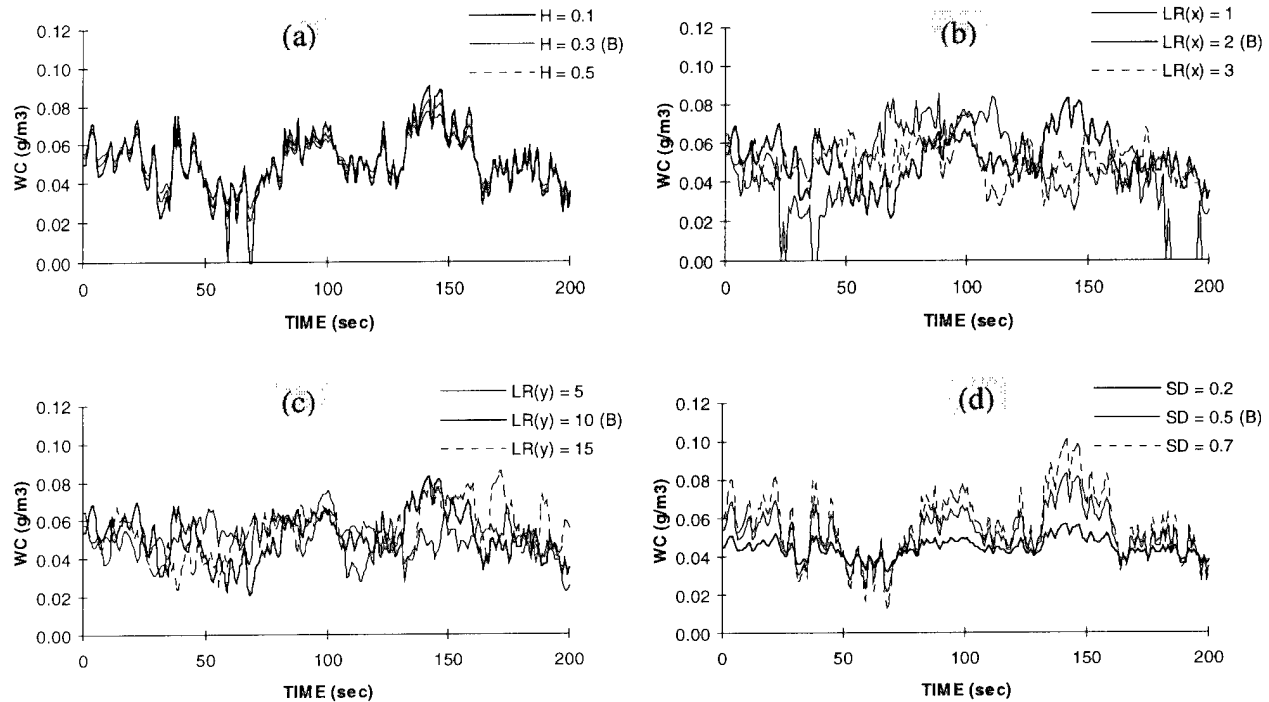 (a)
H = 0.1
H = 0.3 (B)
H = 0.5
WC (g/m3)
0.12
0.10
0.08
0.06
0.04
0.02
0.00
0 50 100 150 200
TIME (sec)
(b)
LR(x) = 1
LR(x) = 2 (B)
LR(x) = 3
WC (g/m3)
0.12
0.10
0.08
0.06
0.04
0.02
0.00
0 50 100 150 200
TIME (sec)
(c)
LR(y) = 5
LR(y) = 10 (B)
LR(y) = 15
WC (g/m3)
0.12
0.10
0.08
0.06
0.04
0.02
0.00
0 50 100 150 200
TIME (sec)
(d)
SD = 0.2
SD = 0.5 (B)
SD = 0.7
WC (g/m3)
0.12
0.10
0.08
0.06
0.04
0.02
0.00
0 50 100 150 200
TIME (sec)